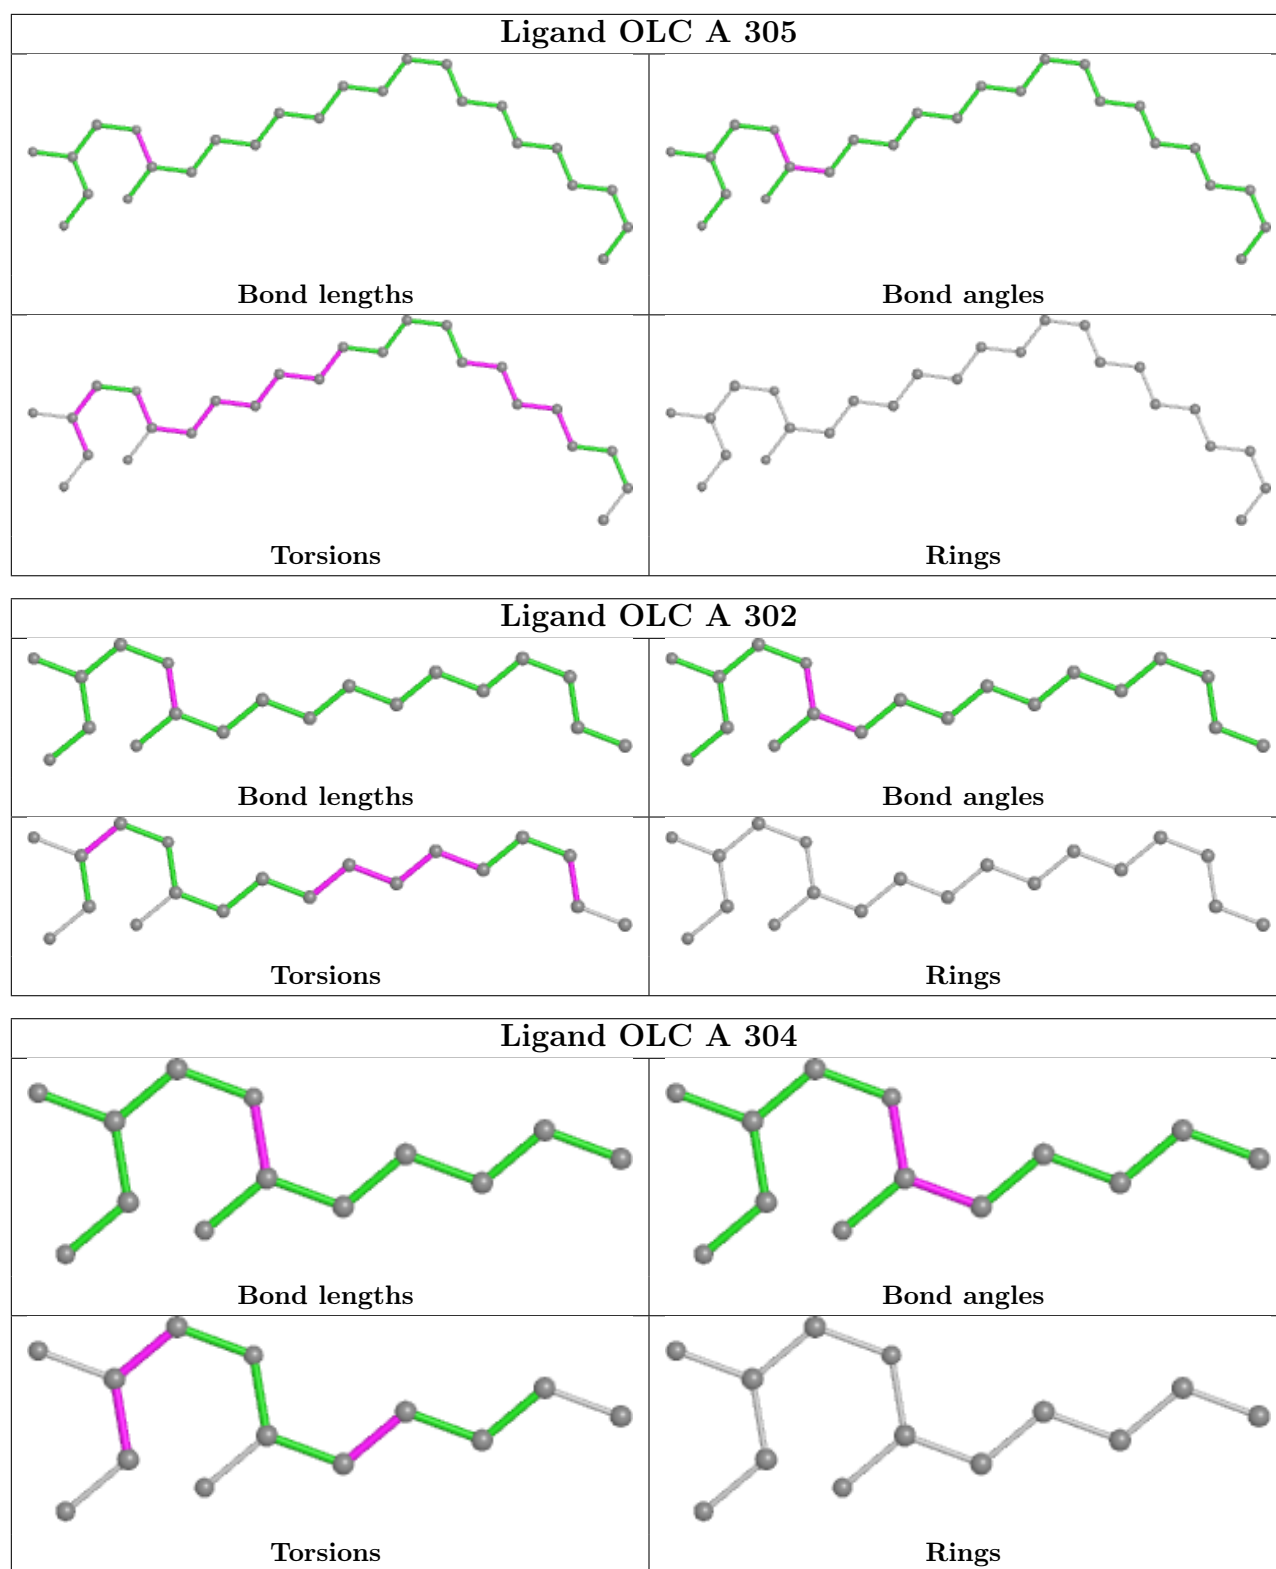 Ligand OLC A 305
Bond lengths
Bond angles
Torsions
Rings
Ligand OLC A 302
Bond lengths
Bond angles
Torsions
Rings
Ligand OLC A 304
Bond lengths
Bond angles
Torsions
Rings